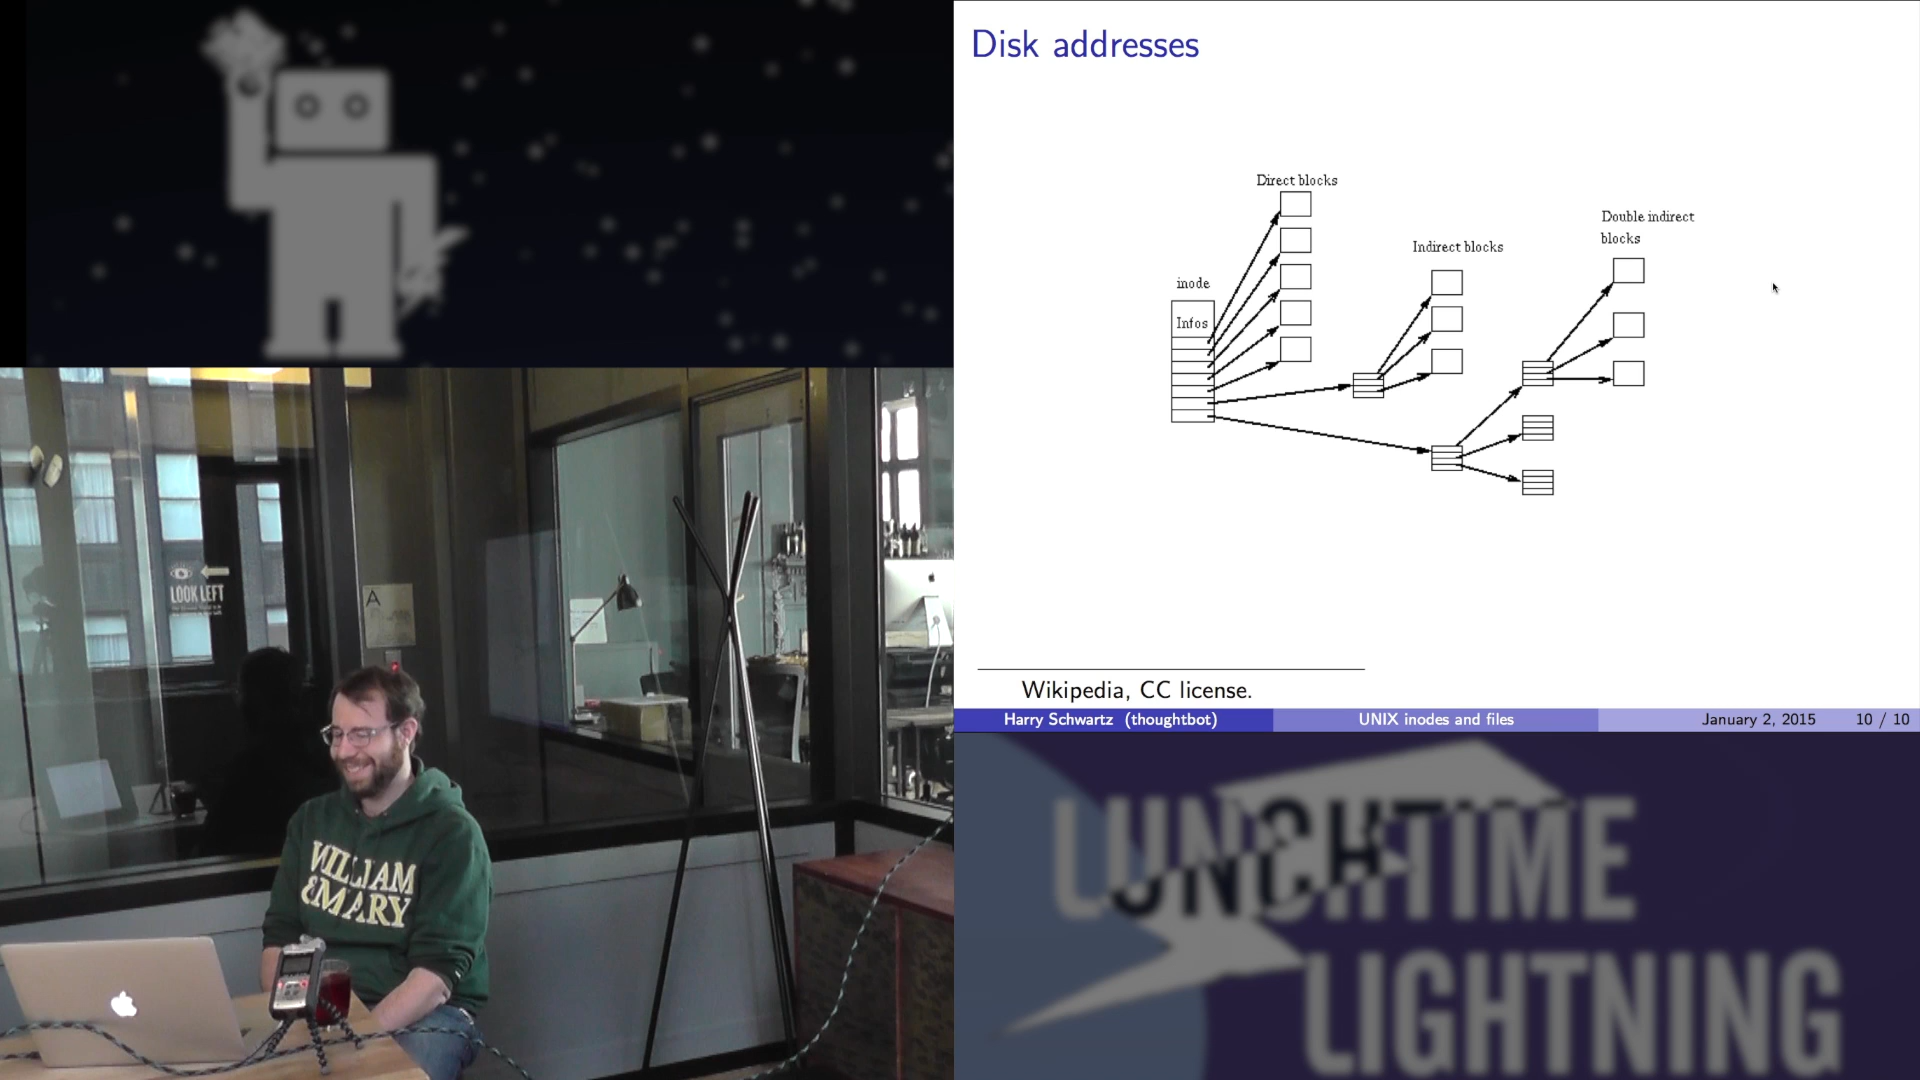 Disk addresses
Direct blocks
Double indirect
blocks
Indirect blocks
inode
Infos
Wikipedia, CC license.
Harry Schwartz (thoughtbot)
UNIX inodes and files
January 2, 2015
10 / 10
LOOK LEFT
A
WILLIAM
&MARY
LUNCHTIME
LIGHTNING